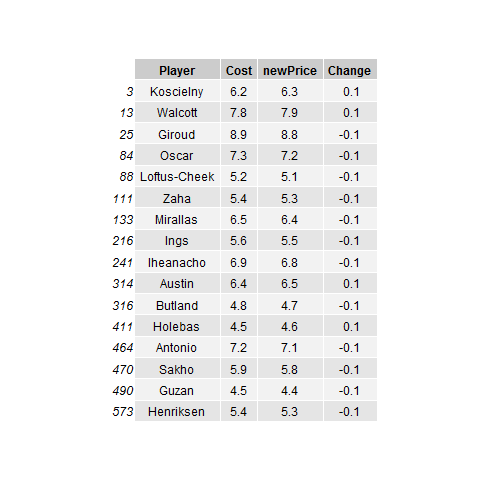 Player Cost newPrice Change
3 Koscielny 6.2 6.3 0.1
13 Walcott 7.8 7.9 0.1
25 Giroud 8.9 8.8 -0.1
84 Oscar 7.3 7.2 -0.1
88 Loftus-Cheek 5.2 5.1 -0.1
111 Zaha 5.4 5.3 -0.1
133 Mirallas 6.5 6.4 -0.1
216 Ings 5.6 5.5 -0.1
241 Iheanacho 6.9 6.8 -0.1
314 Austin 6.4 6.5 0.1
316 Butland 4.8 4.7 -0.1
411 Holebas 4.5 4.6 0.1
464 Antonio 7.2 7.1 -0.1
470 Sakho 5.9 5.8 -0.1
490 Guzan 4.5 4.4 -0.1
573 Henriksen 5.4 5.3 -0.1